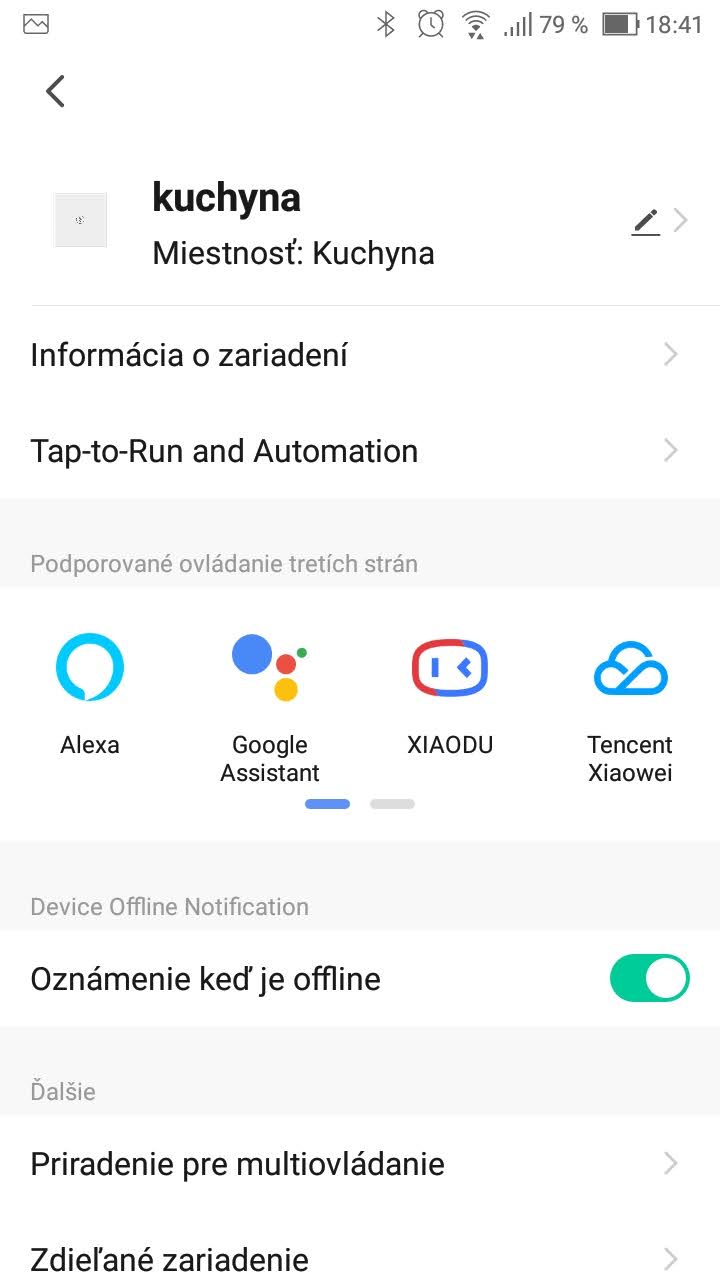 79 % 18:41
kuchyna
Miestnosť: Kuchyna
Informácia o zariadení
Tap-to-Run and Automation
Podporované ovládanie tretích strán
Alexa
Google Assistant
XIAODU
Tencent Xiaowei
Device Offline Notification
Oznámenie keď je offline
Ďalšie
Priradenie pre multiovládanie
Zdieľané zariadenie